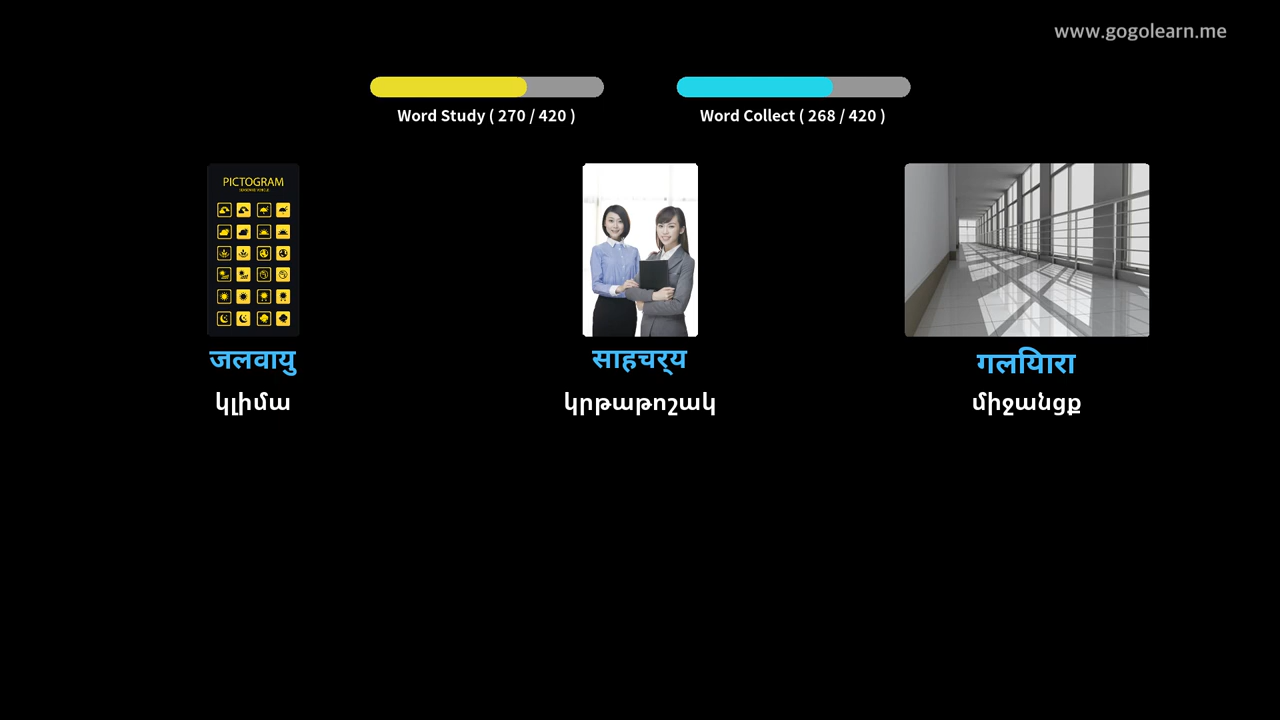 www.gogolearn.me
Word Study ( 270 / 420 )
Word Collect ( 268 / 420 )
PICTOGRAM
जलवायु
साहचर्य
गलियारा
կլիմա
կրթաթոշակ
միջանցք